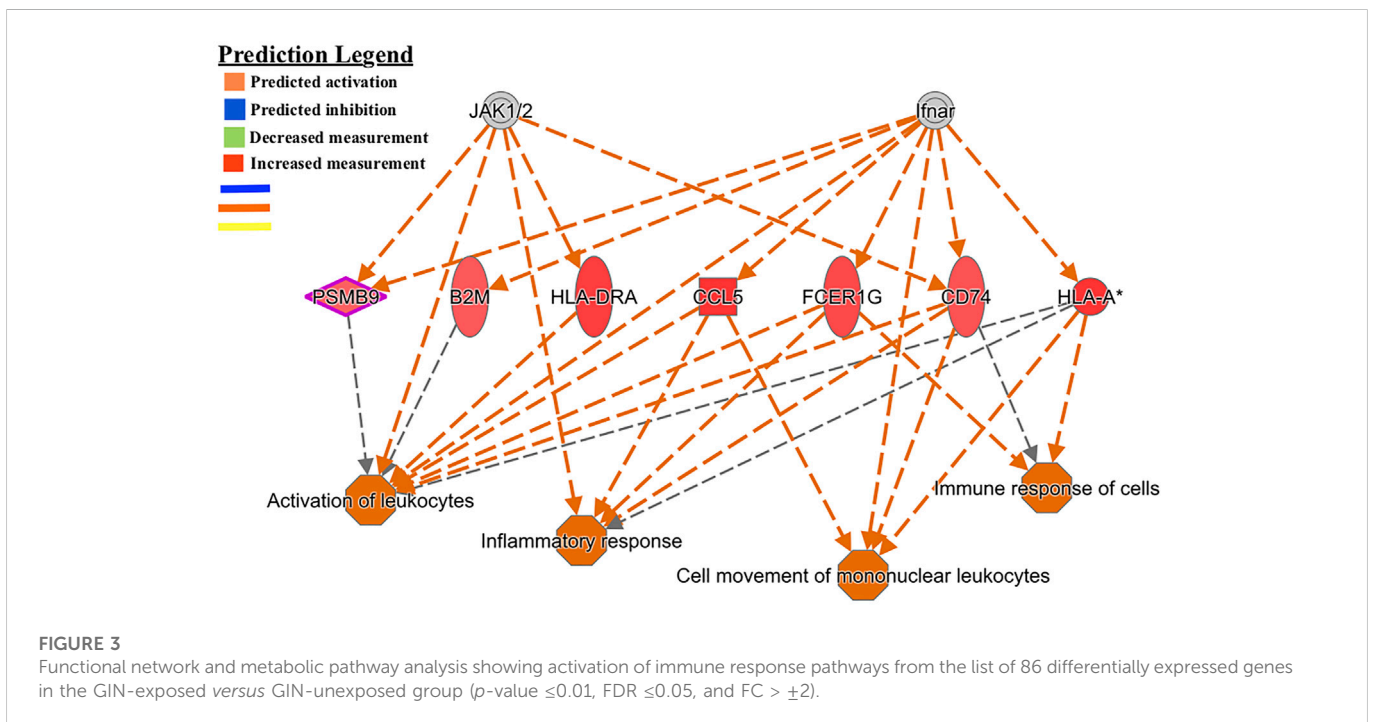 Prediction Legend
Predicted activation
Predicted inhibition
Decreased measurement
Increased measurement
JAK1/2
Ifnar
PSMB9
B2M
HLA-DRA
CCL5
FCER1G
CD74
HLA-A*
Activation of leukocytes
Immune response of cells
Inflammatory response
Cell movement of mononuclear leukocytes
FIGURE 3
Functional network and metabolic pathway analysis showing activation of immune response pathways from the list of 86 differentially expressed genes
in the GIN-exposed versus GIN-unexposed group (p-value ≤0.01, FDR ≤0.05, and FC > ±2).